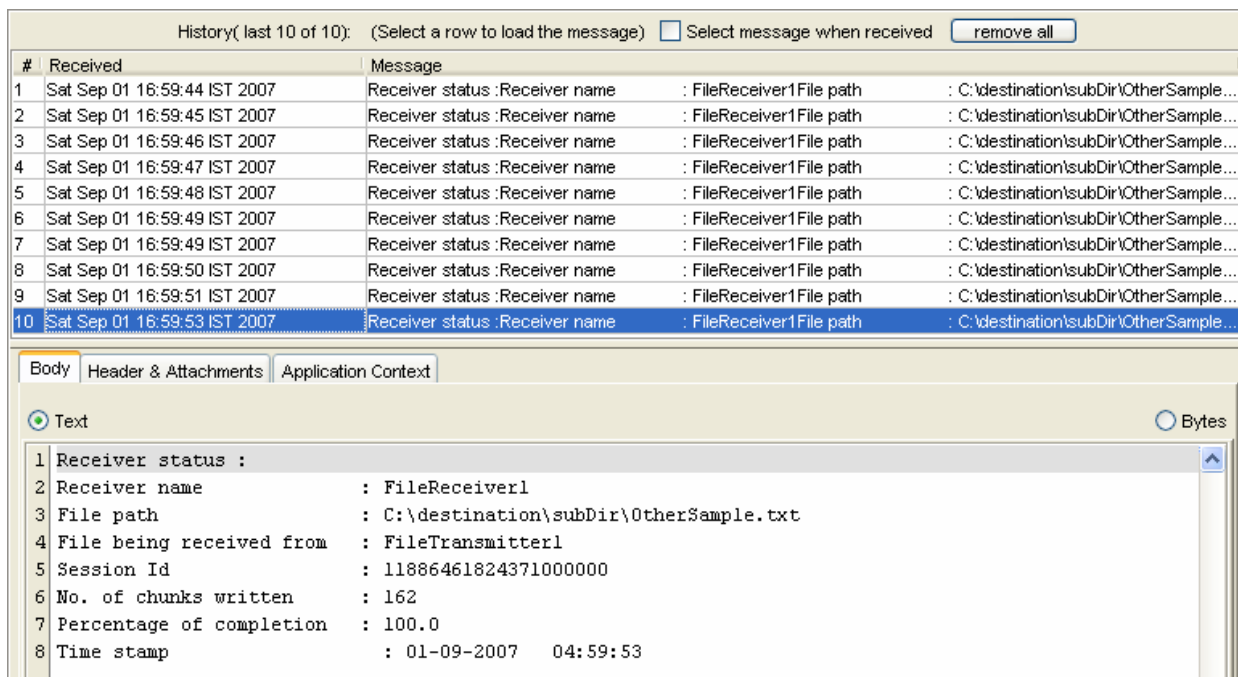 History( last 10 of 10): (Select a row to load the message) Select message when received remove all
# Received Message
1 Sat Sep 01 16:59:44 IST 2007 Receiver status :Receiver name : FileReceiver1File path : C:\destination\subDir\OtherSample...
2 Sat Sep 01 16:59:45 IST 2007 Receiver status :Receiver name : FileReceiver1File path : C:\destination\subDir\OtherSample...
3 Sat Sep 01 16:59:46 IST 2007 Receiver status :Receiver name : FileReceiver1File path : C:\destination\subDir\OtherSample...
4 Sat Sep 01 16:59:47 IST 2007 Receiver status :Receiver name : FileReceiver1File path : C:\destination\subDir\OtherSample...
5 Sat Sep 01 16:59:48 IST 2007 Receiver status :Receiver name : FileReceiver1File path : C:\destination\subDir\OtherSample...
6 Sat Sep 01 16:59:49 IST 2007 Receiver status :Receiver name : FileReceiver1File path : C:\destination\subDir\OtherSample...
7 Sat Sep 01 16:59:49 IST 2007 Receiver status :Receiver name : FileReceiver1File path : C:\destination\subDir\OtherSample...
8 Sat Sep 01 16:59:50 IST 2007 Receiver status :Receiver name : FileReceiver1File path : C:\destination\subDir\OtherSample...
9 Sat Sep 01 16:59:51 IST 2007 Receiver status :Receiver name : FileReceiver1File path : C:\destination\subDir\OtherSample...
10 Sat Sep 01 16:59:53 IST 2007 Receiver status :Receiver name : FileReceiver1File path : C:\destination\subDir\OtherSample...
Body Header & Attachments Application Context
Text Bytes
1 Receiver status :
2 Receiver name : FileReceiver1
3 File path : C:\destination\subDir\OtherSample.txt
4 File being received from : FileTransmitter1
5 Session Id : 11886461824371000000
6 No. of chunks written : 162
7 Percentage of completion : 100.0
8 Time stamp : 01-09-2007 04:59:53